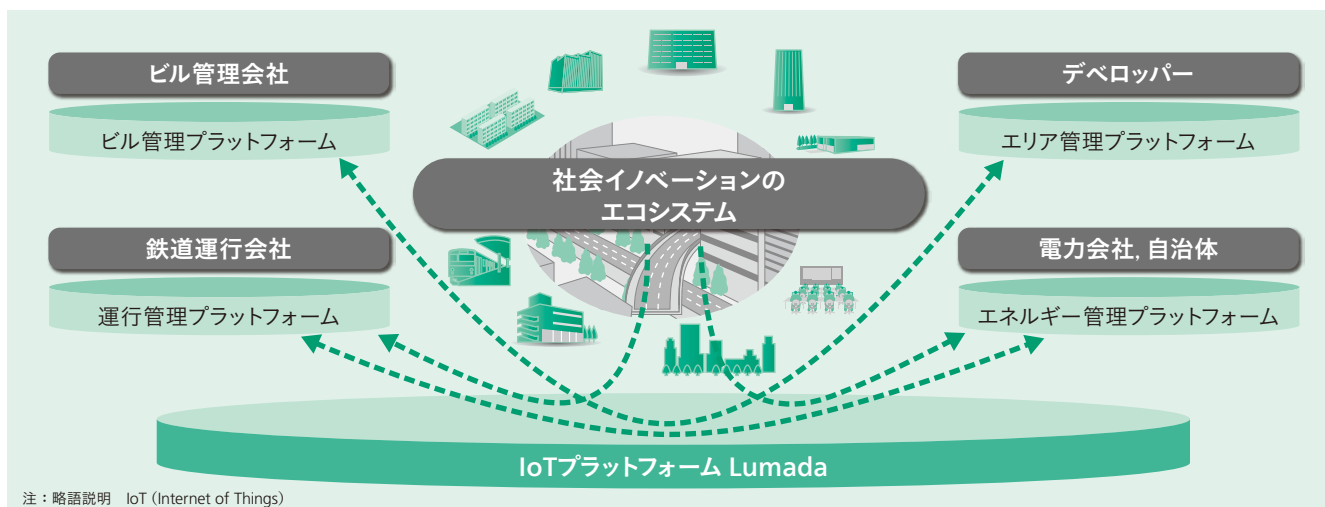 ビル管理会社
ビル管理プラットフォーム
デベロッパー
エリア管理プラットフォーム
社会イノベーションの
エコシステム
鉄道運行会社
運行管理プラットフォーム
電力会社, 自治体
エネルギー管理プラットフォーム
IoTプラットフォーム Lumada
注：略語説明　IoT（Internet of Things）